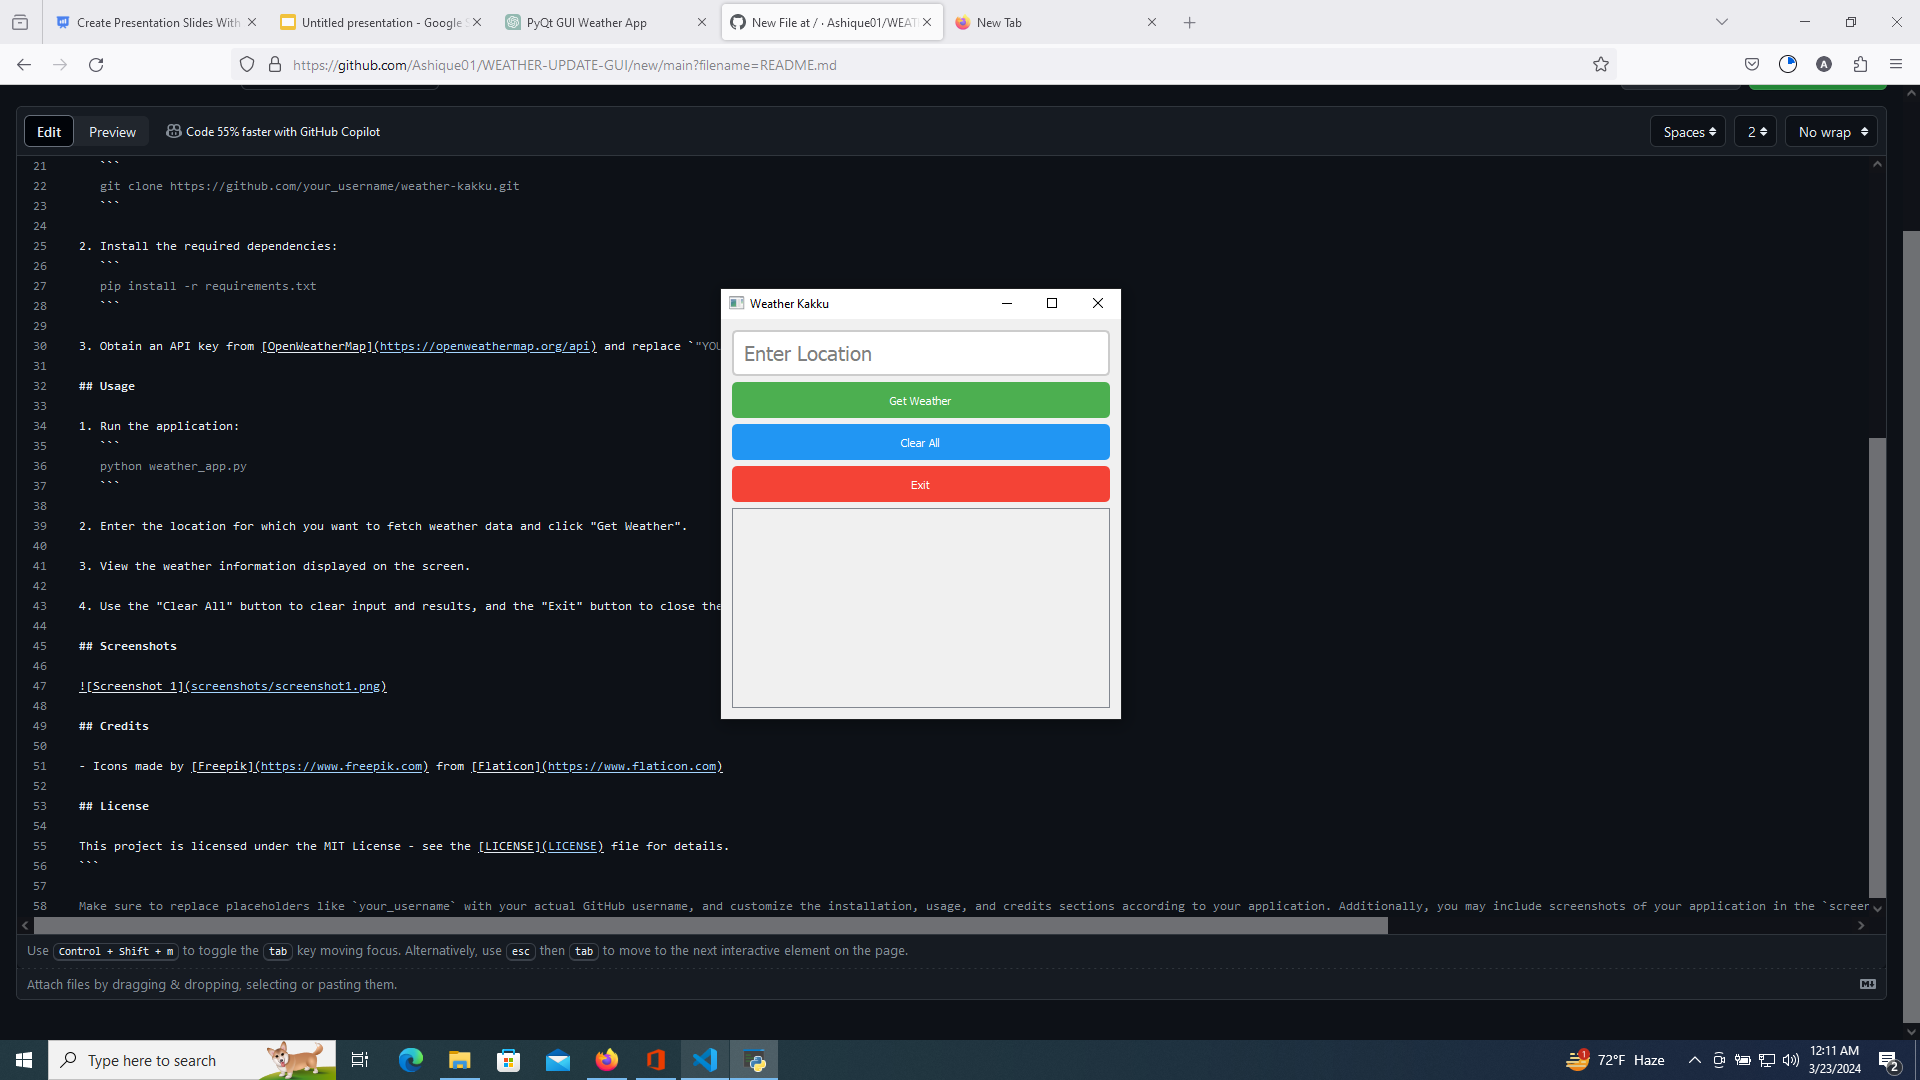 Create Presentation Slides With
Untitled presentation - Google S
PyQt GUI Weather App
New File at / · Ashique01/WEAT
New Tab
https://github.com/Ashique01/WEATHER-UPDATE-GUI/new/main?filename=README.md
A
Edit
Preview
Code 55% faster with GitHub Copilot
Spaces
2
No wrap
21 ```
22 git clone https://github.com/your_username/weather-kakku.git
23 ```
24
25 2. Install the required dependencies:
26 ```
27 pip install -r requirements.txt
28 ```
29
30 3. Obtain an API key from [OpenWeatherMap](https://openweathermap.org/api) and replace `"YOU
31
32 ## Usage
33
34 1. Run the application:
35 ```
36 python weather_app.py
37 ```
38
39 2. Enter the location for which you want to fetch weather data and click "Get Weather".
40
41 3. View the weather information displayed on the screen.
42
43 4. Use the "Clear All" button to clear input and results, and the "Exit" button to close the
44
45 ## Screenshots
46
47 ![Screenshot 1](screenshots/screenshot1.png)
48
49 ## Credits
50
51 - Icons made by [Freepik](https://www.freepik.com) from [Flaticon](https://www.flaticon.com)
52
53 ## License
54
55 This project is licensed under the MIT License - see the [LICENSE](LICENSE) file for details.
56 ```
57
58 Make sure to replace placeholders like `your_username` with your actual GitHub username, and customize the installation, usage, and credits sections according to your application. Additionally, you may include screenshots of your application in the `screen
Weather Kakku
Enter Location
Get Weather
Clear All
Exit
Use Control + Shift + m to toggle the tab key moving focus. Alternatively, use esc then tab to move to the next interactive element on the page.
Attach files by dragging & dropping, selecting or pasting them.
Type here to search
1
72°F Haze
12:11 AM
3/23/2024
2